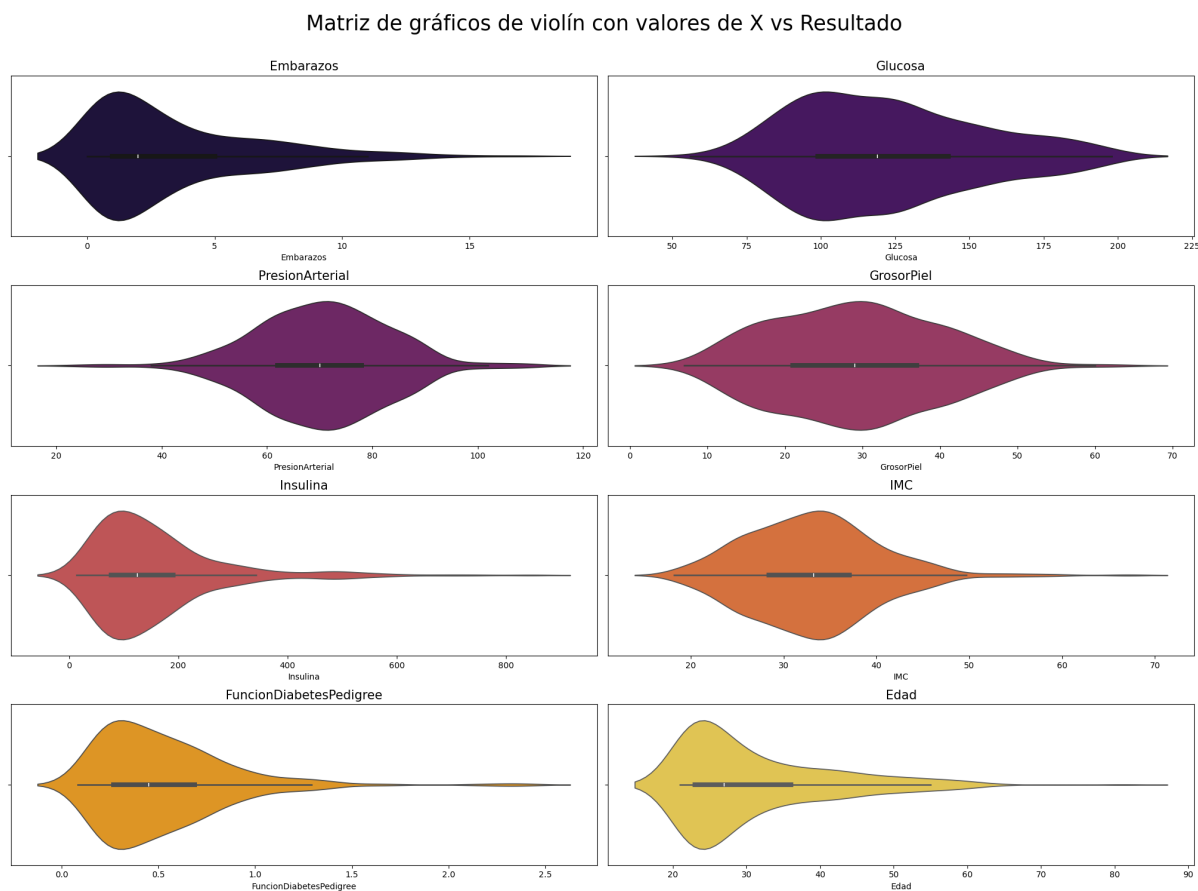 Matriz de gráficos de violín con valores de X vs Resultado
Embarazos
0 5 10 15
Embarazos
Glucosa
50 75 100 125 150 175 200 225
Glucosa
PresionArterial
20 40 60 80 100 120
PresionArterial
GrosorPiel
0 10 20 30 40 50 60 70
GrosorPiel
Insulina
0 200 400 600 800
Insulina
IMC
20 30 40 50 60 70
IMC
FuncionDiabetesPedigree
0.0 0.5 1.0 1.5 2.0 2.5
FuncionDiabetesPedigree
Edad
20 30 40 50 60 70 80 90
Edad